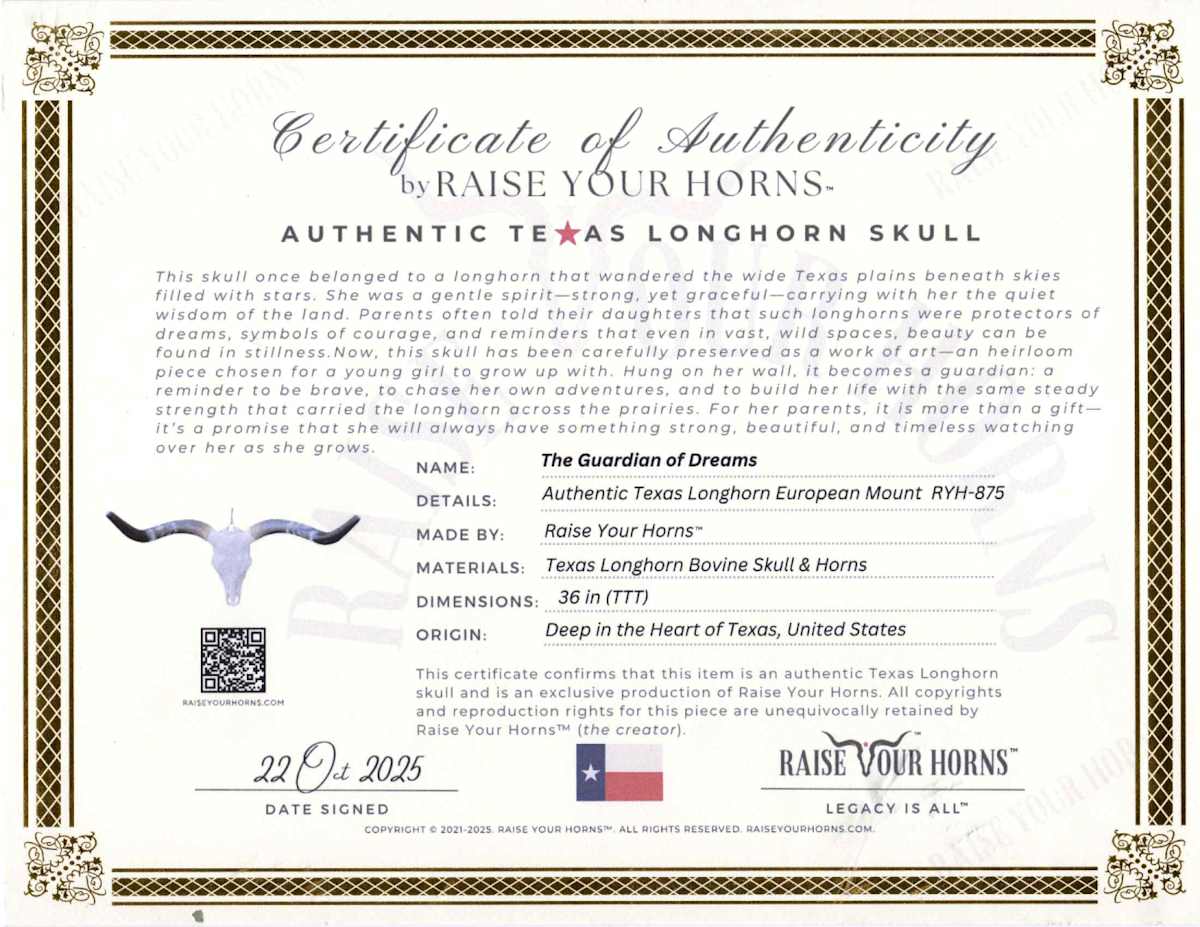 Certificate of Authenticity
by RAISE YOUR HORNS™
AUTHENTIC TEXAS LONGHORN SKULL
This skull once belonged to a longhorn that wandered the wide Texas plains beneath skies
filled with stars. She was a gentle spirit—strong, yet graceful—carrying with her the quiet
wisdom of the land. Parents often told their daughters that such longhorns were protectors of
dreams, symbols of courage, and reminders that even in vast, wild spaces, beauty can be
found in stillness.Now, this skull has been carefully preserved as a work of art—an heirloom
piece chosen for a young girl to grow up with. Hung on her wall, it becomes a guardian: a
reminder to be brave, to chase her own adventures, and to build her life with the same steady
strength that carried the longhorn across the prairies. For her parents, it is more than a gift—
it's a promise that she will always have something strong, beautiful, and timeless watching
over her as she grows.
NAME: The Guardian of Dreams
DETAILS: Authentic Texas Longhorn European Mount RYH-875
MADE BY: Raise Your Horns™
MATERIALS: Texas Longhorn Bovine Skull & Horns
DIMENSIONS: 36 in (TTT)
ORIGIN: Deep in the Heart of Texas, United States
RAISEYOURHORNS.COM
This certificate confirms that this item is an authentic Texas Longhorn
skull and is an exclusive production of Raise Your Horns. All copyrights
and reproduction rights for this piece are unequivocally retained by
Raise Your Horns™ (the creator).
22 Oct 2025
DATE SIGNED
RAISE YOUR HORNS™
LEGACY IS ALL™
COPYRIGHT © 2021-2025. RAISE YOUR HORNS™. ALL RIGHTS RESERVED. RAISEYOURHORNS.COM.
RAISE YOUR HORNS
RAISE YOUR HORNS
RAISE YOUR HORNS
RAISE YOUR HORNS